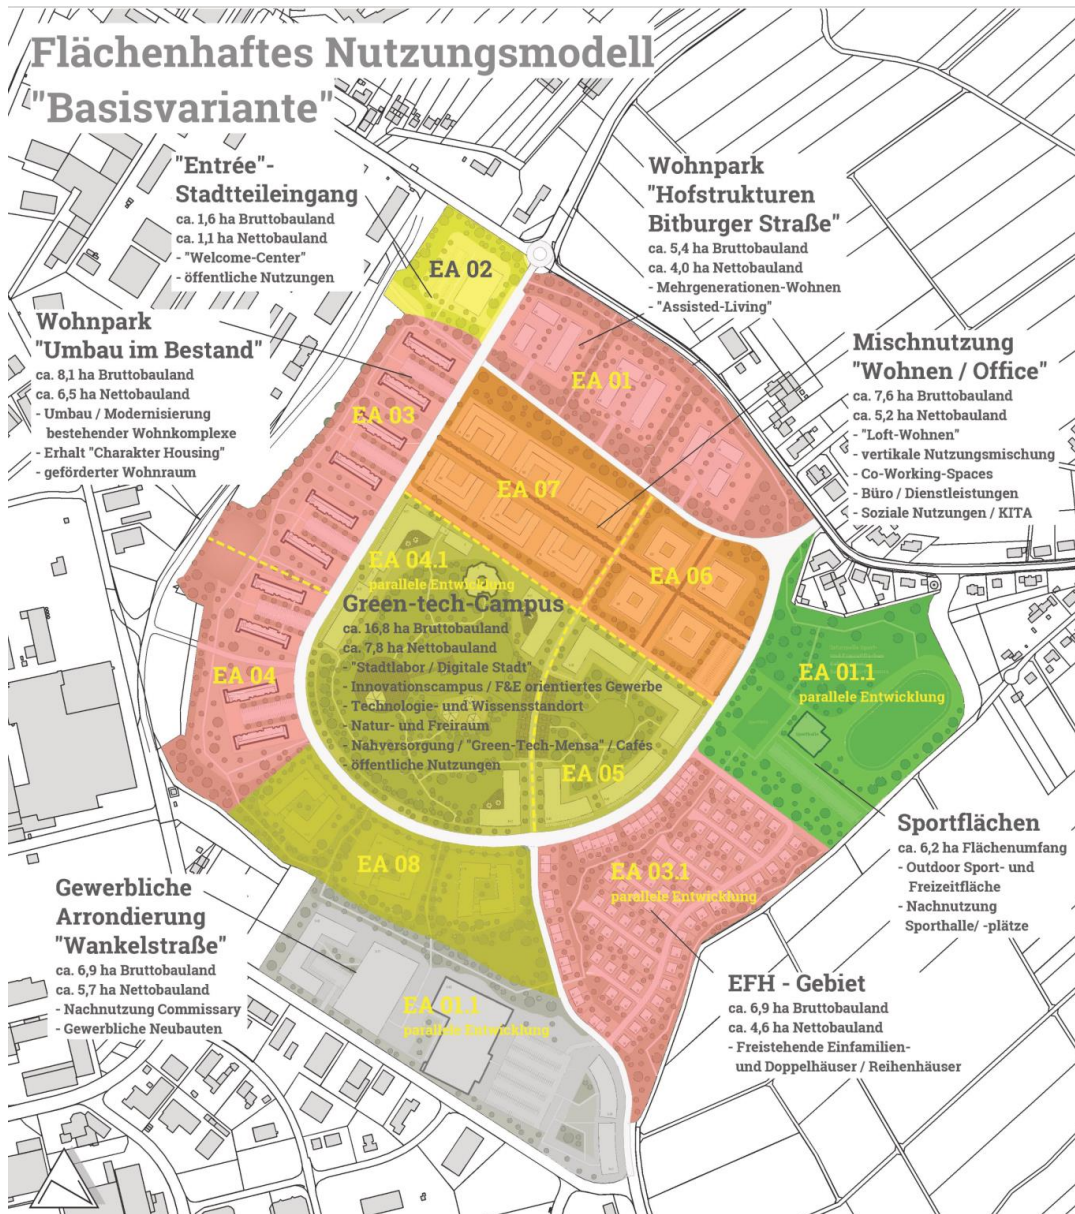 Flächenhaftes Nutzungsmodell
"Basisvariante"
"Entrée"-
Stadtteileingang
ca. 1,6 ha Bruttobauland
ca. 1,1 ha Nettobauland
- "Welcome-Center"
- öffentliche Nutzungen
Wohnpark
"Hofstrukturen
Bitburger Straße"
ca. 5,4 ha Bruttobauland
ca. 4,0 ha Nettobauland
- Mehrgenerationen-Wohnen
- "Assisted-Living"
EA 02
Wohnpark
"Umbau im Bestand"
ca. 8,1 ha Bruttobauland
ca. 6,5 ha Nettobauland
- Umbau / Modernisierung
bestehender Wohnkomplexe
- Erhalt "Charakter Housing"
- geförderter Wohnraum
Mischnutzung
"Wohnen / Office"
ca. 7,6 ha Bruttobauland
ca. 5,2 ha Nettobauland
- "Loft-Wohnen"
- vertikale Nutzungsmischung
- Co-Working-Spaces
- Büro / Dienstleistungen
- Soziale Nutzungen / KITA
EA 01
EA 03
EA 07
EA 06
EA 04.1
parallele Entwicklung
Green-tech-Campus
ca. 16,8 ha Bruttobauland
ca. 7,8 ha Nettobauland
- "Stadtlabor / Digitale Stadt"
- Innovationscampus / F&E orientiertes Gewerbe
- Technologie- und Wissensstandort
- Natur- und Freiraum
- Nahversorgung / "Green-Tech-Mensa" / Cafés
- öffentliche Nutzungen
EA 04
EA 05
EA 01.1
parallele Entwicklung
Sportflächen
ca. 6,2 ha Flächenumfang
- Outdoor Sport- und
Freizeitfläche
- Nachnutzung
Sporthalle/ -plätze
EA 08
EA 03.1
parallele Entwicklung
Gewerbliche
Arrondierung
"Wankelstraße"
ca. 6,9 ha Bruttobauland
ca. 5,7 ha Nettobauland
- Nachnutzung Commissary
- Gewerbliche Neubauten
EA 01.1
parallele Entwicklung
EFH - Gebiet
ca. 6,9 ha Bruttobauland
ca. 4,6 ha Nettobauland
- Freistehende Einfamilien-
und Doppelhäuser / Reihenhäuser